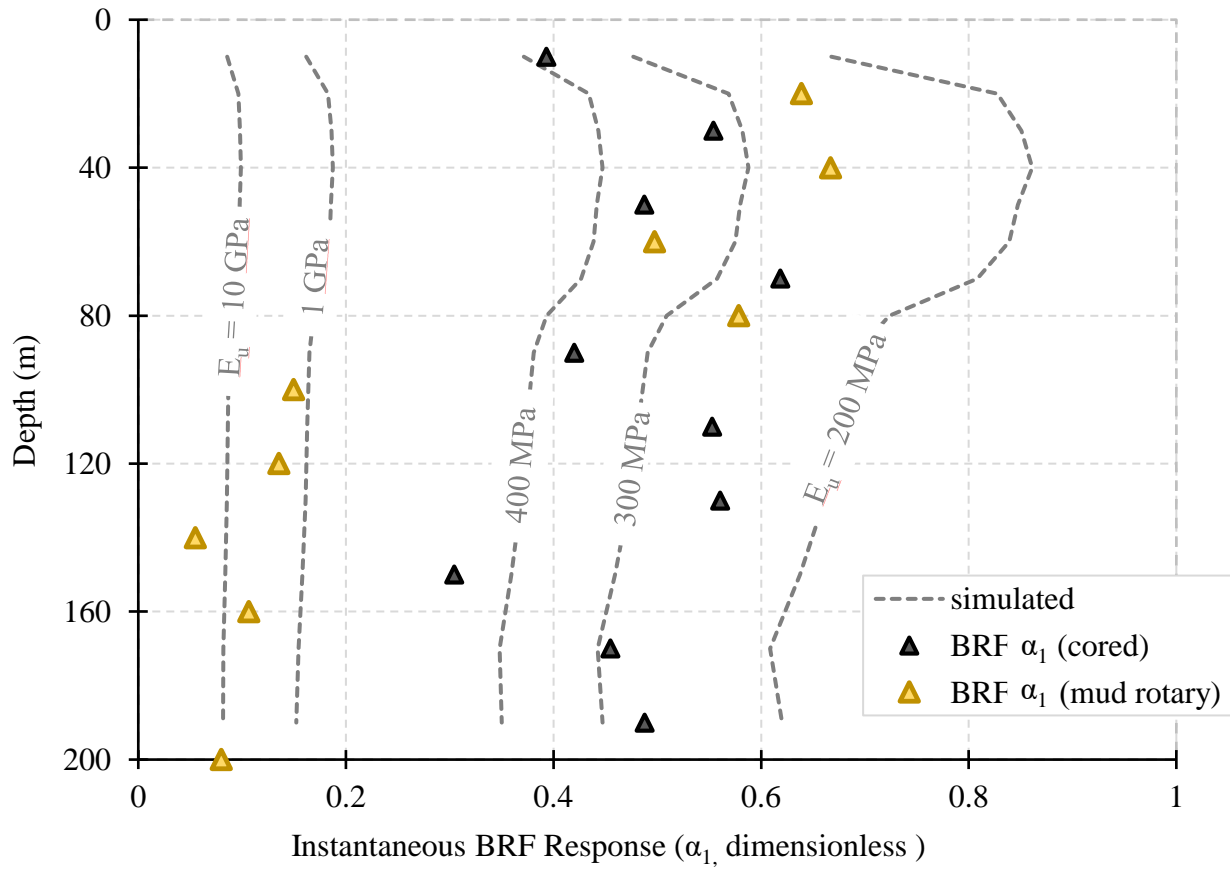 0
40
80
120
160
200
Depth (m)
E_u = 10 GPa
1 GPa
400 MPa
300 MPa
E_u = 200 MPa
simulated
BRF α₁ (cored)
BRF α₁ (mud rotary)
0
0.2
0.4
0.6
0.8
1
Instantaneous BRF Response (α₁, dimensionless )